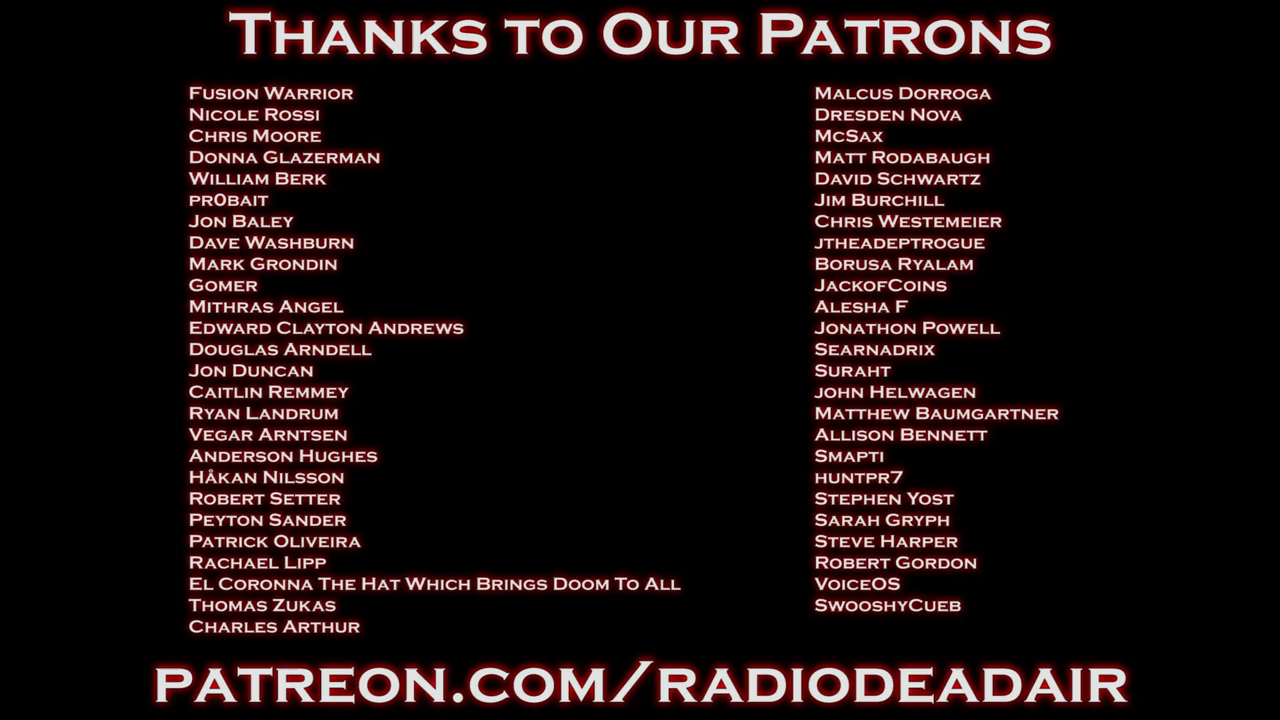 Thanks to Our Patrons
Fusion Warrior
Nicole Rossi
Chris Moore
Donna Glazerman
William Berk
pr0bait
Jon Baley
Dave Washburn
Mark Grondin
Gomer
Mithras Angel
Edward Clayton Andrews
Douglas Arndell
Jon Duncan
Caitlin Remmey
Ryan Landrum
Vegar Arntsen
Anderson Hughes
Håkan Nilsson
Robert Setter
Peyton Sander
Patrick Oliveira
Rachael Lipp
El Coronna The Hat Which Brings Doom To All
Thomas Zukas
Charles Arthur
Malcus Dorroga
Dresden Nova
McSax
Matt Rodabaugh
David Schwartz
Jim Burchill
Chris Westemeier
jtheadeptrogue
Borusa Ryalam
JackofCoins
Alesha F
Jonathon Powell
Searnadrix
Suraht
john Helwagen
Matthew Baumgartner
Allison Bennett
Smapti
huntpr7
Stephen Yost
Sarah Gryph
Steve Harper
Robert Gordon
VoiceOS
SwooshyCueb
patreon.com/radiodeadair